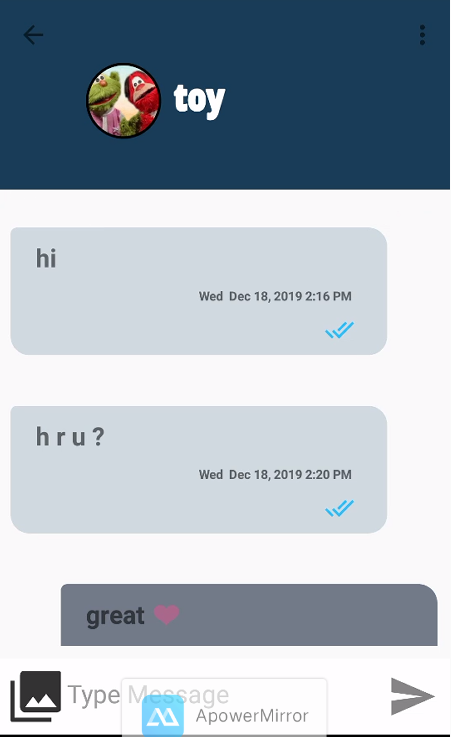 toy
hi
Wed Dec 18, 2019 2:16 PM
h r u ?
Wed Dec 18, 2019 2:20 PM
great
Type Message
ApowerMirror